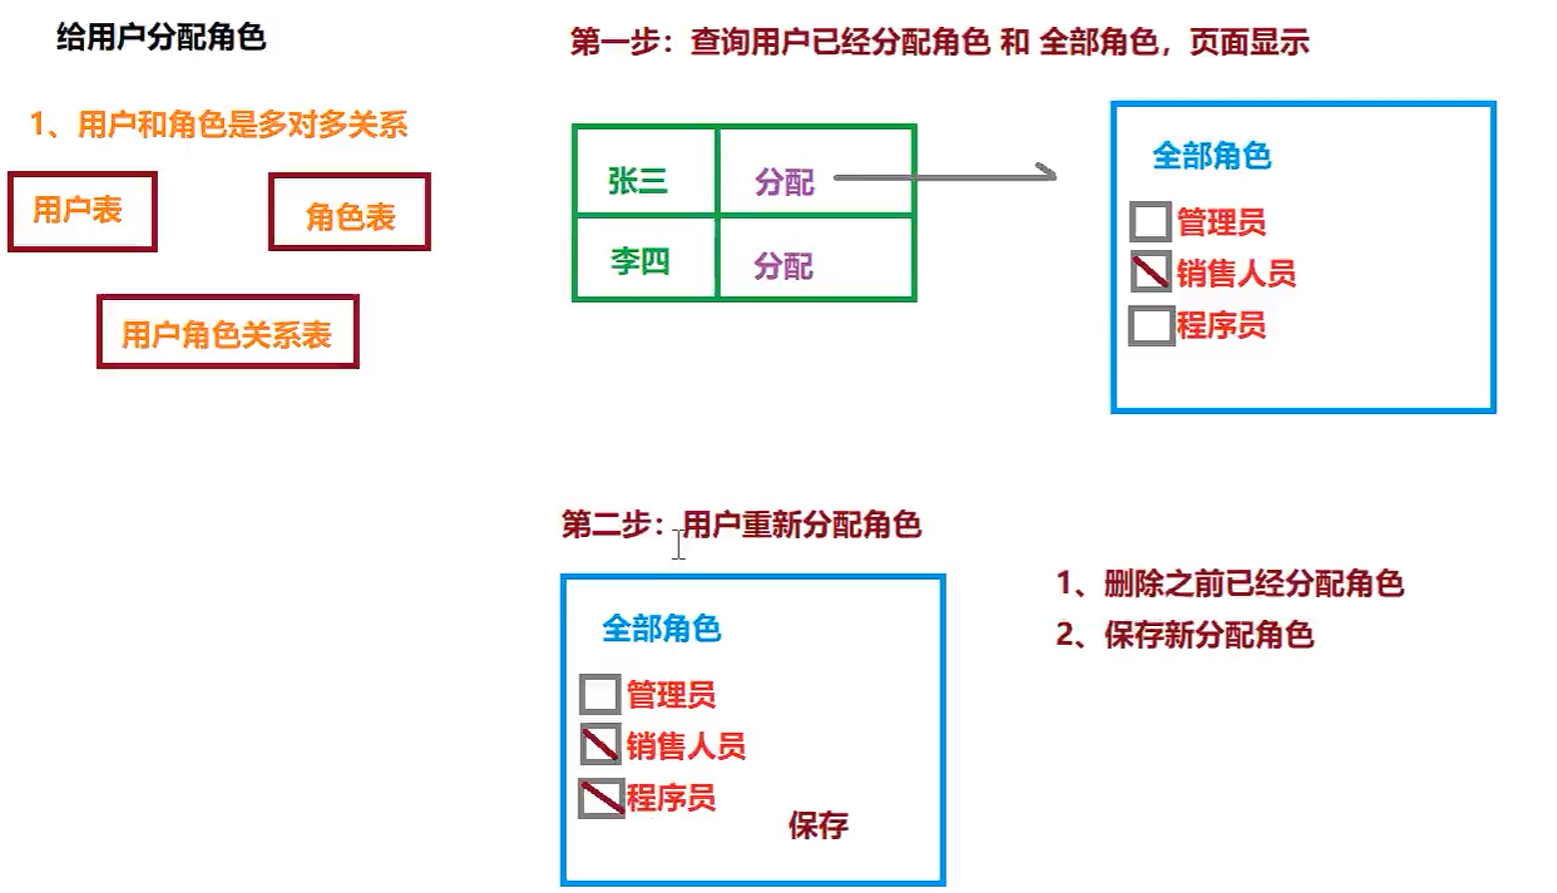 给用户分配角色
1、用户和角色是多对多关系
用户表
角色表
用户角色关系表
第一步：查询用户已经分配角色 和 全部角色，页面显示
张三
分配
李四
分配
全部角色
管理员
销售人员
程序员
第二步：用户重新分配角色
全部角色
管理员
销售人员
程序员
保存
1、删除之前已经分配角色
2、保存新分配角色